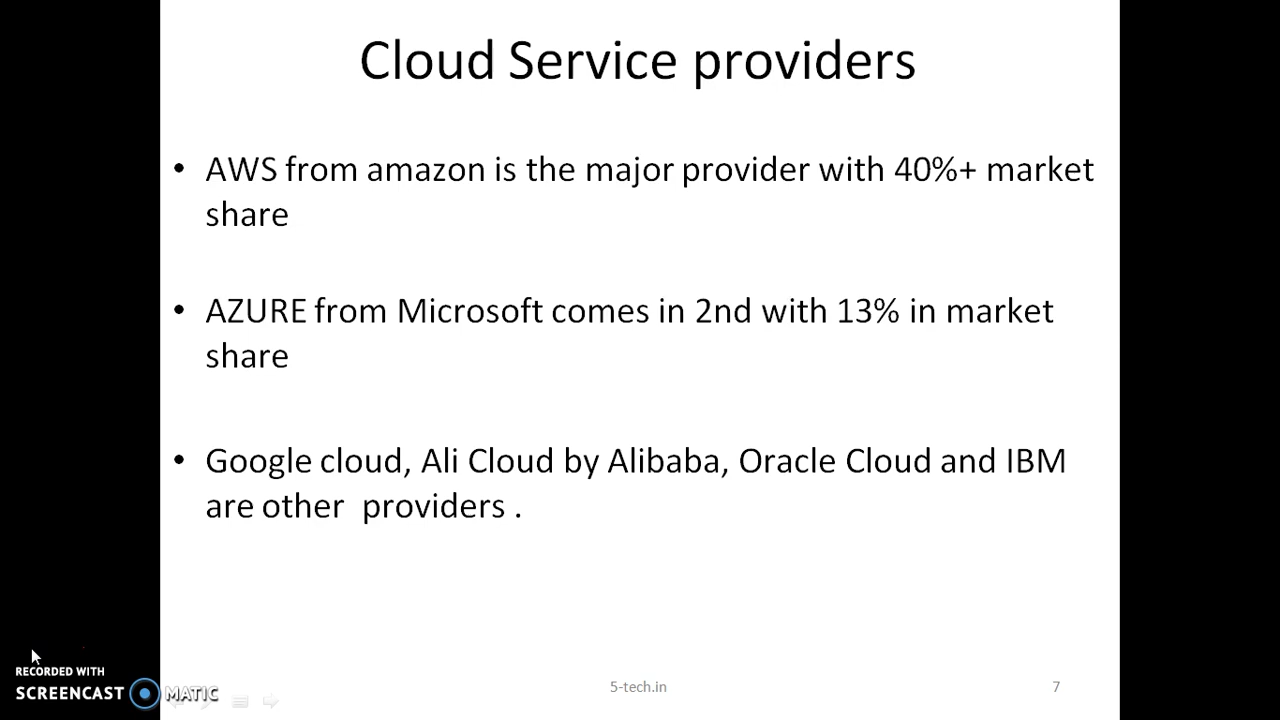 Cloud Service providers
• AWS from amazon is the major provider with 40%+ market
share
• AZURE from Microsoft comes in 2nd with 13% in market
share
• Google cloud, Ali Cloud by Alibaba, Oracle Cloud and IBM
are other  providers .
RECORDED WITH
SCREENCAST MATIC
5-tech.in
7